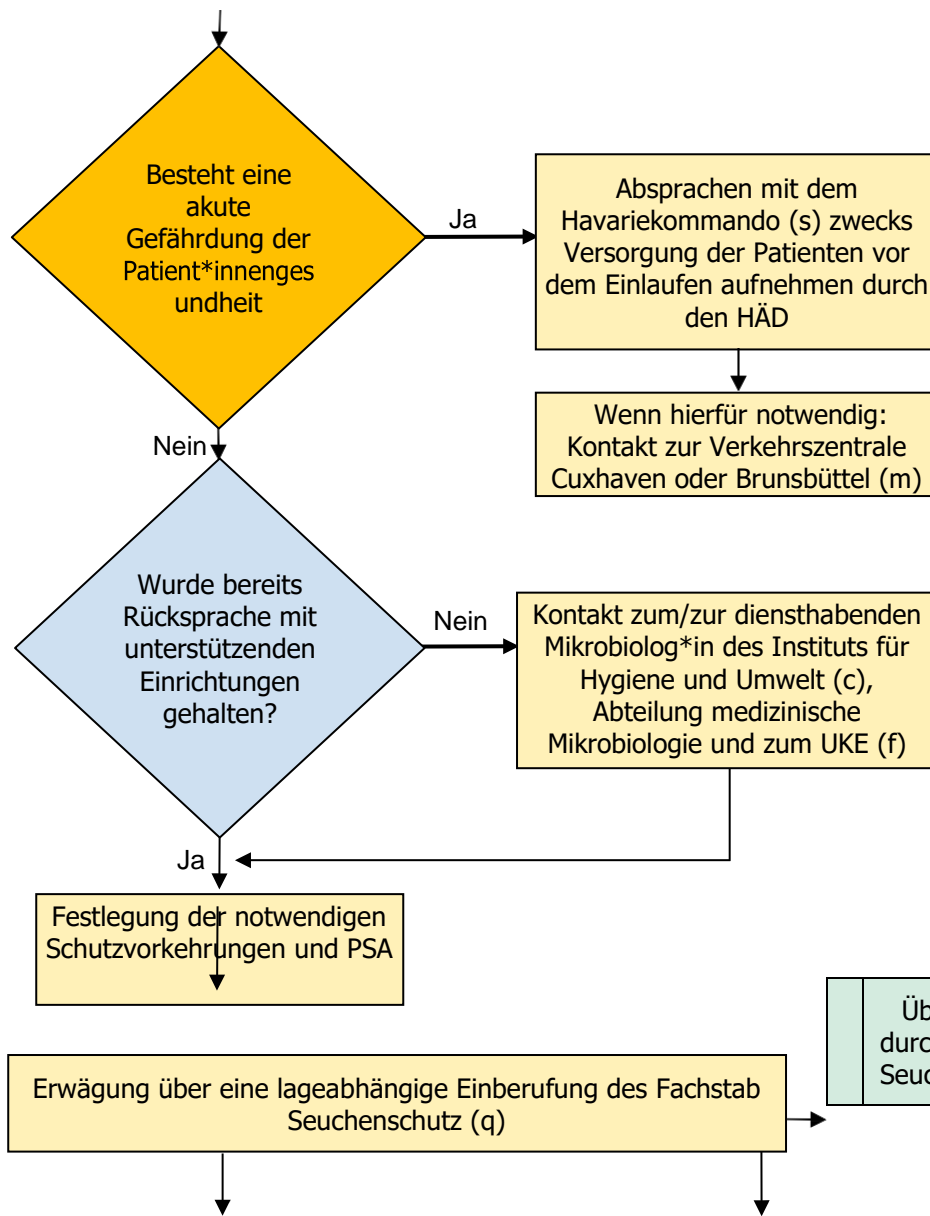 Besteht eine
akute
Gefährdung der
Patient*innenges
undheit
Ja
Absprachen mit dem
Havariekommando (s) zwecks
Versorgung der Patienten vor
dem Einlaufen aufnehmen durch
den HÄD
Wenn hierfür notwendig:
Kontakt zur Verkehrszentrale
Cuxhaven oder Brunsbüttel (m)
Nein
Wurde bereits
Rücksprache mit
unterstützenden
Einrichtungen
gehalten?
Nein
Kontakt zum/zur diensthabenden
Mikrobiolog*in des Instituts für
Hygiene und Umwelt (c),
Abteilung medizinische
Mikrobiologie und zum UKE (f)
Ja
Festlegung der notwendigen
Schutzvorkehrungen und PSA
Üb
durc
Seuc
Erwägung über eine lageabhängige Einberufung des Fachstab
Seuchenschutz (q)